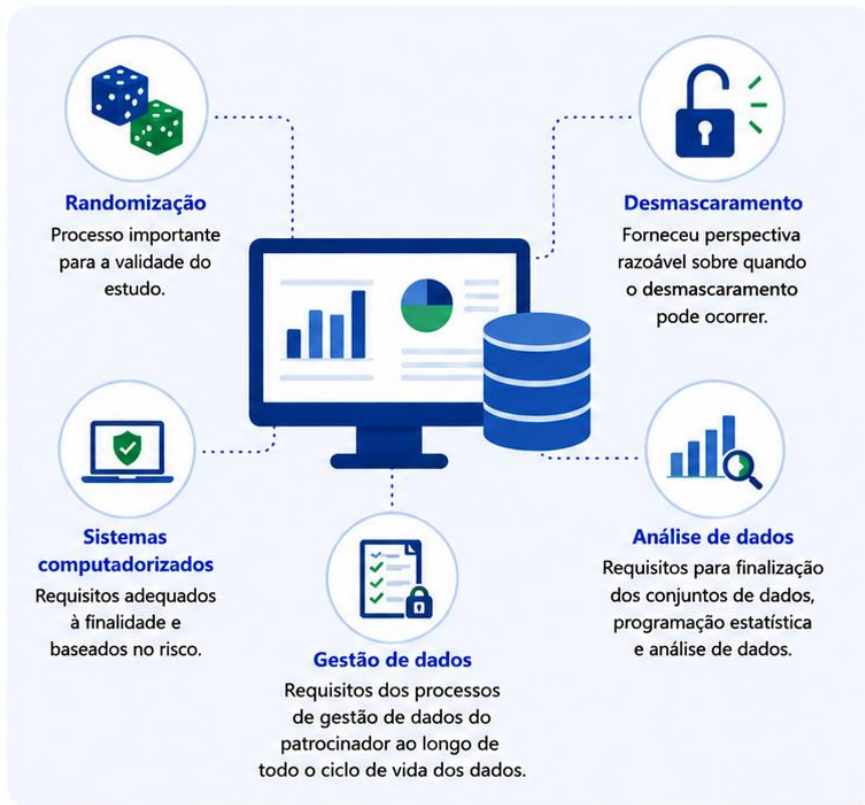 Randomização
Processo importante
para a validade do
estudo.
Desmascaramento
Forneceu perspectiva
razoável sobre quando
o desmascaramento
pode ocorrer.
Sistemas
computadorizados
Requisitos adequados
à finalidade e
baseados no risco.
Gestão de dados
Requisitos dos processos
de gestão de dados do
patrocinador ao longo de
todo o ciclo de vida dos dados.
Análise de dados
Requisitos para finalização
dos conjuntos de dados,
programação estatística
e análise de dados.